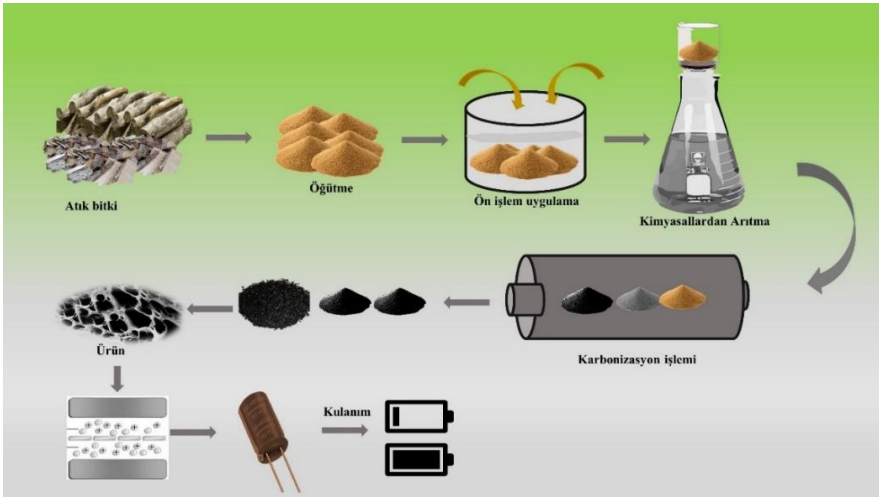 Atık bitki
Öğütme
Ön işlem uygulama
Kimyasallardan Arıtma
Karbonizasyon işlemi
Ürün
Kulanım